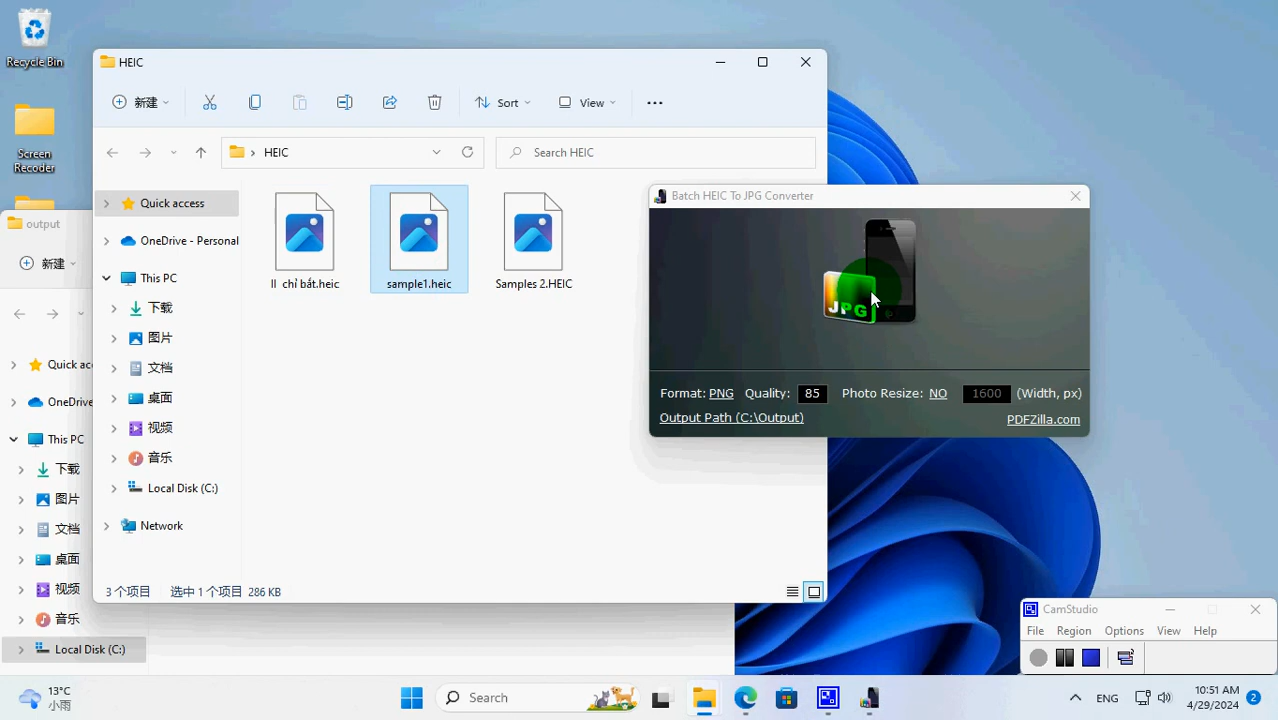 Recycle Bin
Screen Recoder
HEIC
新建
Sort
View
HEIC
Search HEIC
Quick access
OneDrive - Personal
This PC
下载
图片
文档
桌面
视频
音乐
Local Disk (C:)
Network
chỉ bắt.heic
sample1.heic
Samples 2.HEIC
3 个项目
选中 1 个项目
286 KB
output
新建
Quick ac
OneDrive
This PC
下载
图片
文档
桌面
视频
音乐
Local Disk (C:)
Batch HEIC To JPG Converter
JPG
Format: PNG Quality: 85 Photo Resize: NO 1600 (Width, px)
Output Path (C:\Output)
PDFZilla.com
CamStudio
File Region Options View Help
13°C
小雨
Search
ENG
10:51 AM
4/29/2024
2